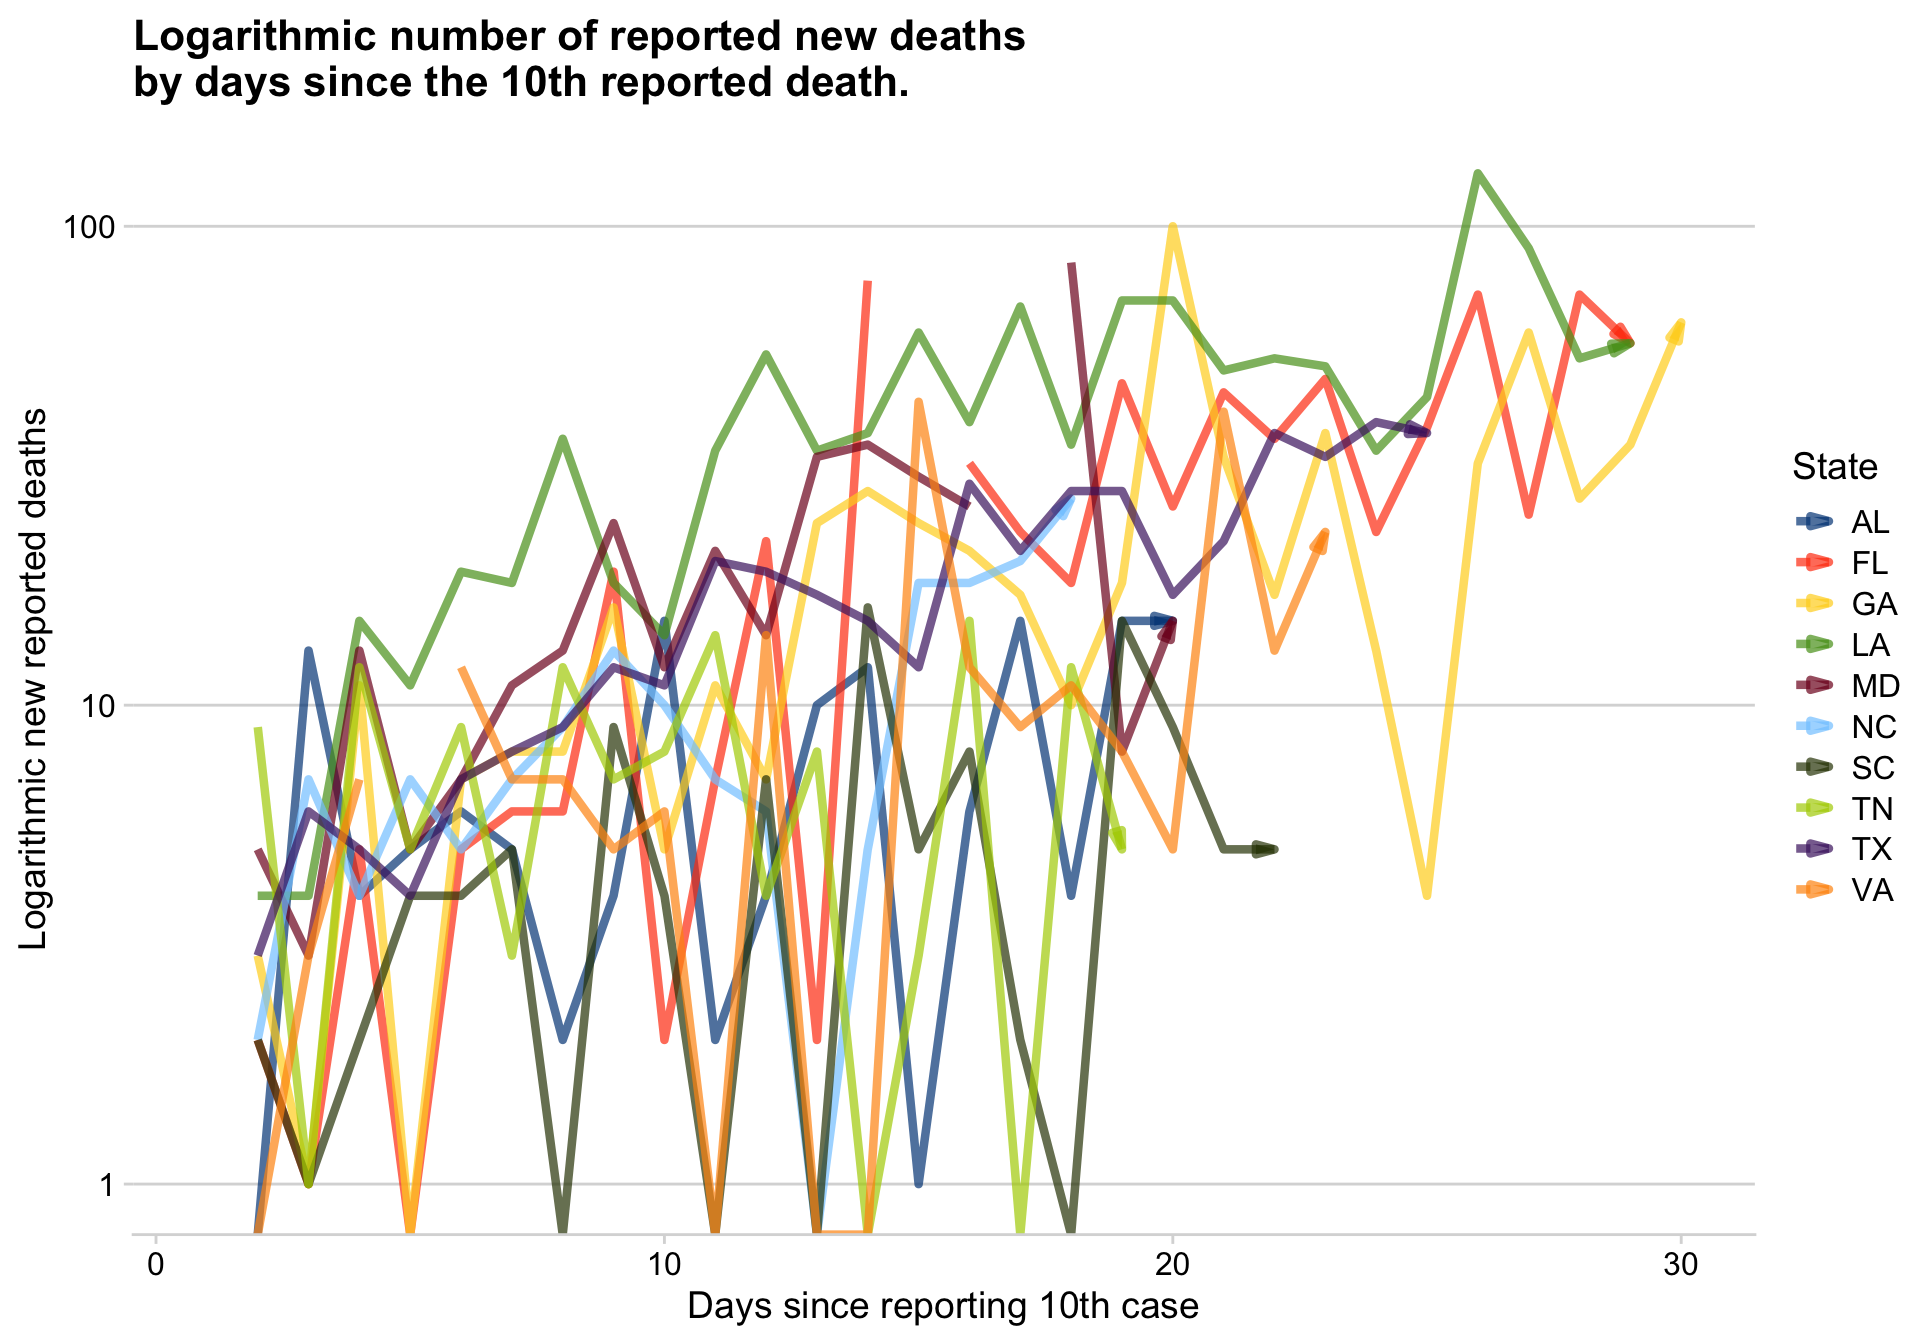 Logarithmic number of reported new deaths
by days since the 10th reported death.
Logarithmic new reported deaths
100
10
1
0
10
20
30
Days since reporting 10th case
State
AL
FL
GA
LA
MD
NC
SC
TN
TX
VA